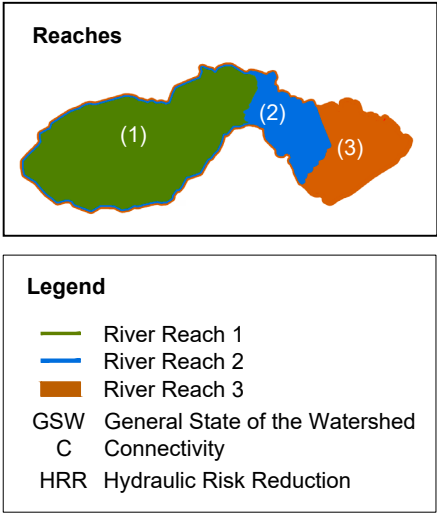 Reaches
(1)
(2)
(3)
Legend
River Reach 1
River Reach 2
River Reach 3
GSW General State of the Watershed
C Connectivity
HRR Hydraulic Risk Reduction